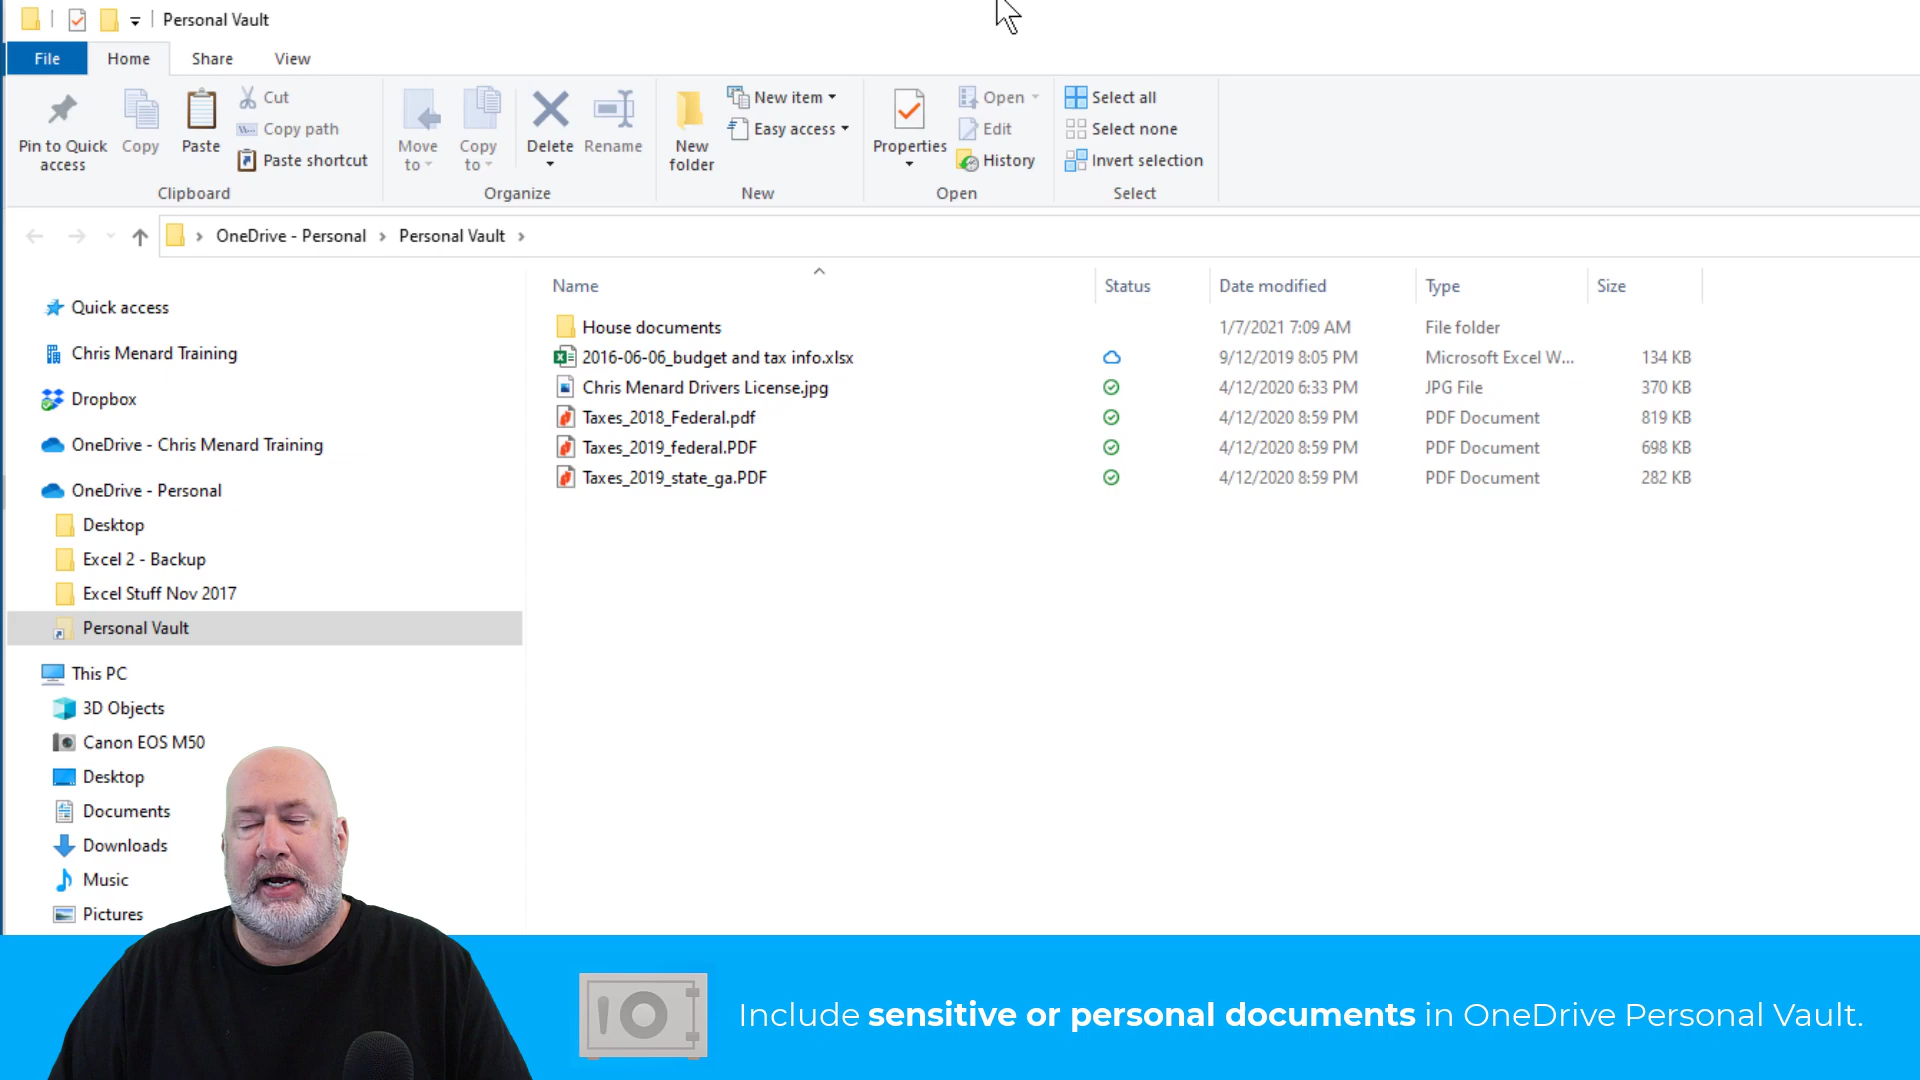 Personal Vault
File Home Share View
Pin to Quick access
Copy
Paste
Cut
Copy path
Paste shortcut
Clipboard
Move to
Copy to
Delete
Rename
Organize
New folder
New item
Easy access
New
Properties
Open
Edit
History
Open
Select all
Select none
Invert selection
Select
OneDrive - Personal > Personal Vault >
Quick access
Chris Menard Training
Dropbox
OneDrive - Chris Menard Training
OneDrive - Personal
Desktop
Excel 2 - Backup
Excel Stuff Nov 2017
Personal Vault
This PC
3D Objects
Canon EOS M50
Desktop
Documents
Downloads
Music
Pictures
Name Status Date modified Type Size
House documents 1/7/2021 7:09 AM File folder
2016-06-06_budget and tax info.xlsx 9/12/2019 8:05 PM Microsoft Excel W... 134 KB
Chris Menard Drivers License.jpg 4/12/2020 6:33 PM JPG File 370 KB
Taxes_2018_Federal.pdf 4/12/2020 8:59 PM PDF Document 819 KB
Taxes_2019_federal.PDF 4/12/2020 8:59 PM PDF Document 698 KB
Taxes_2019_state_ga.PDF 4/12/2020 8:59 PM PDF Document 282 KB
Include sensitive or personal documents in OneDrive Personal Vault.